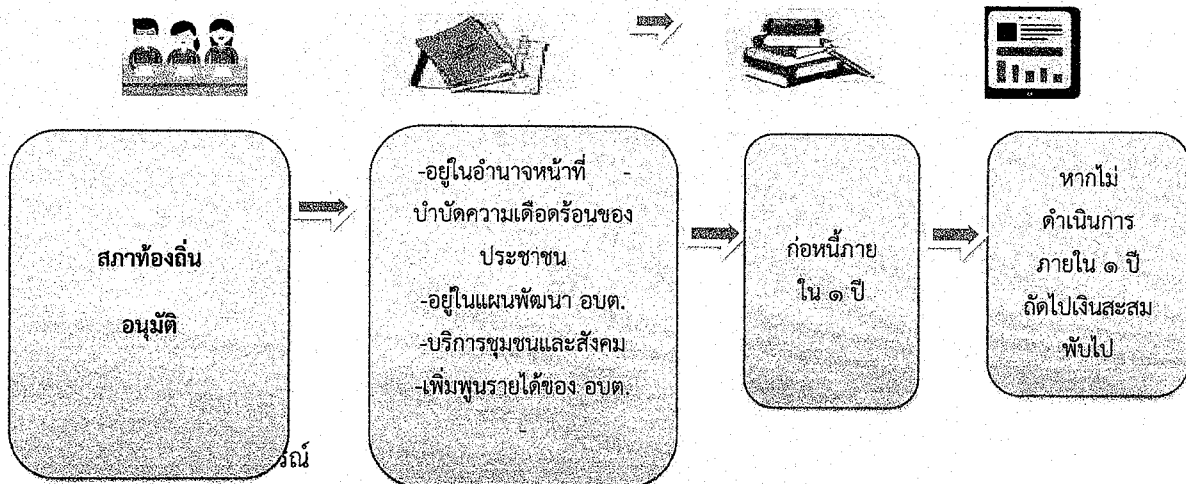 สภาท้องถิ่น
อนุมัติ
-อยู่ในอำนาจหน้าที่ -
บำบัดความเดือดร้อนของ
ประชาชน
-อยู่ในแผนพัฒนา อบต.
-บริการชุมชนและสังคม
-เพิ่มพูนรายได้ของ อบต.
-
ก่อหนี้ภาย
ใน ๑ ปี
หากไม่
ดำเนินการ
ภายใน ๑ ปี
ถัดไปเงินสะสม
พับไป